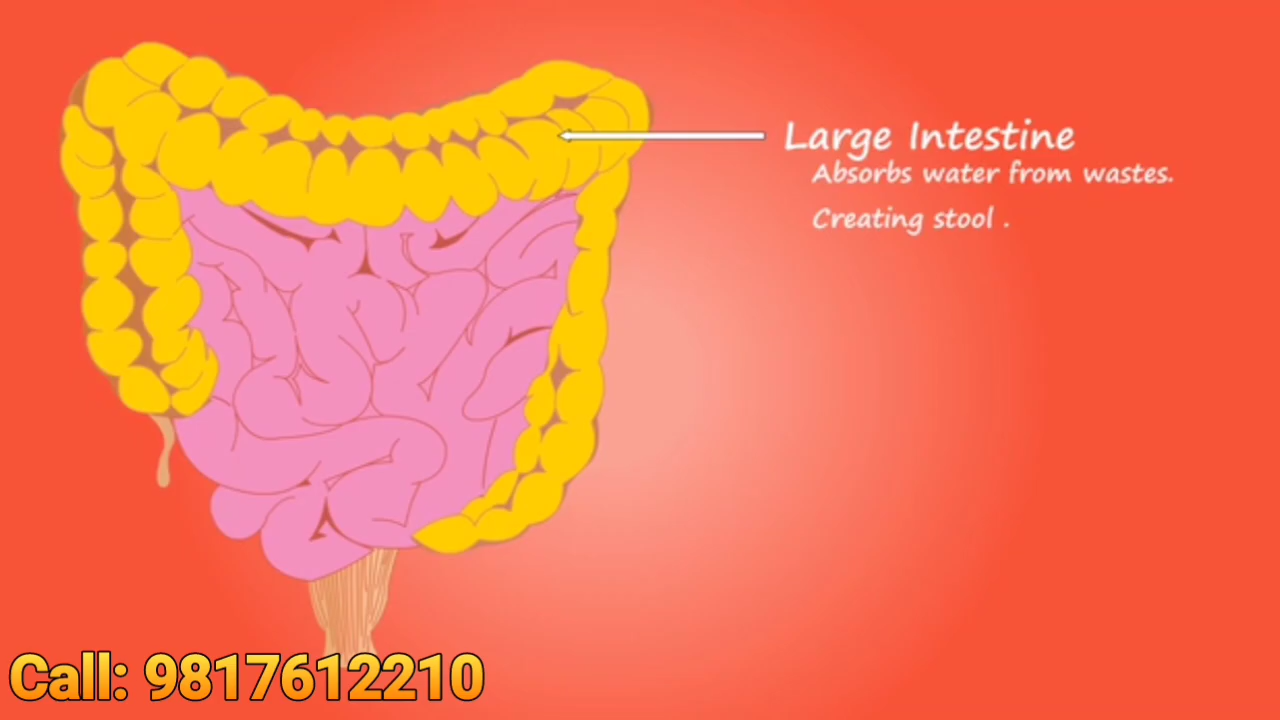 Large Intestine
Absorbs water from wastes.
Creating stool .
Call: 9817612210